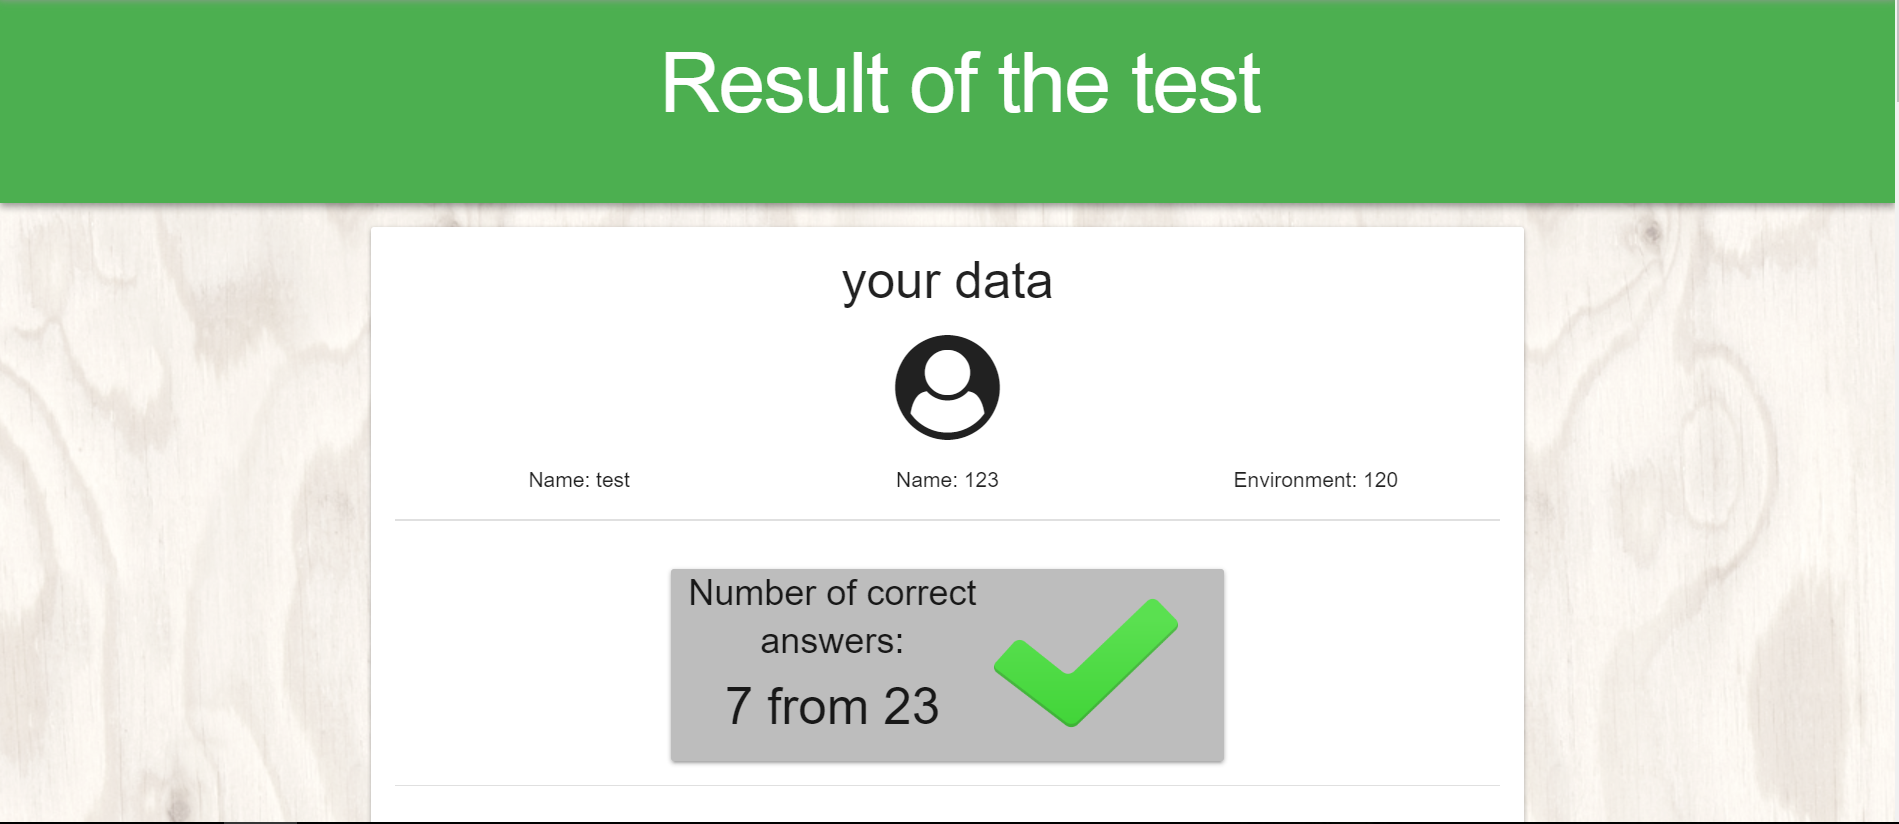 Result of the test
your data
Name: test
Name: 123
Environment: 120
Number of correct
answers:
7 from 23